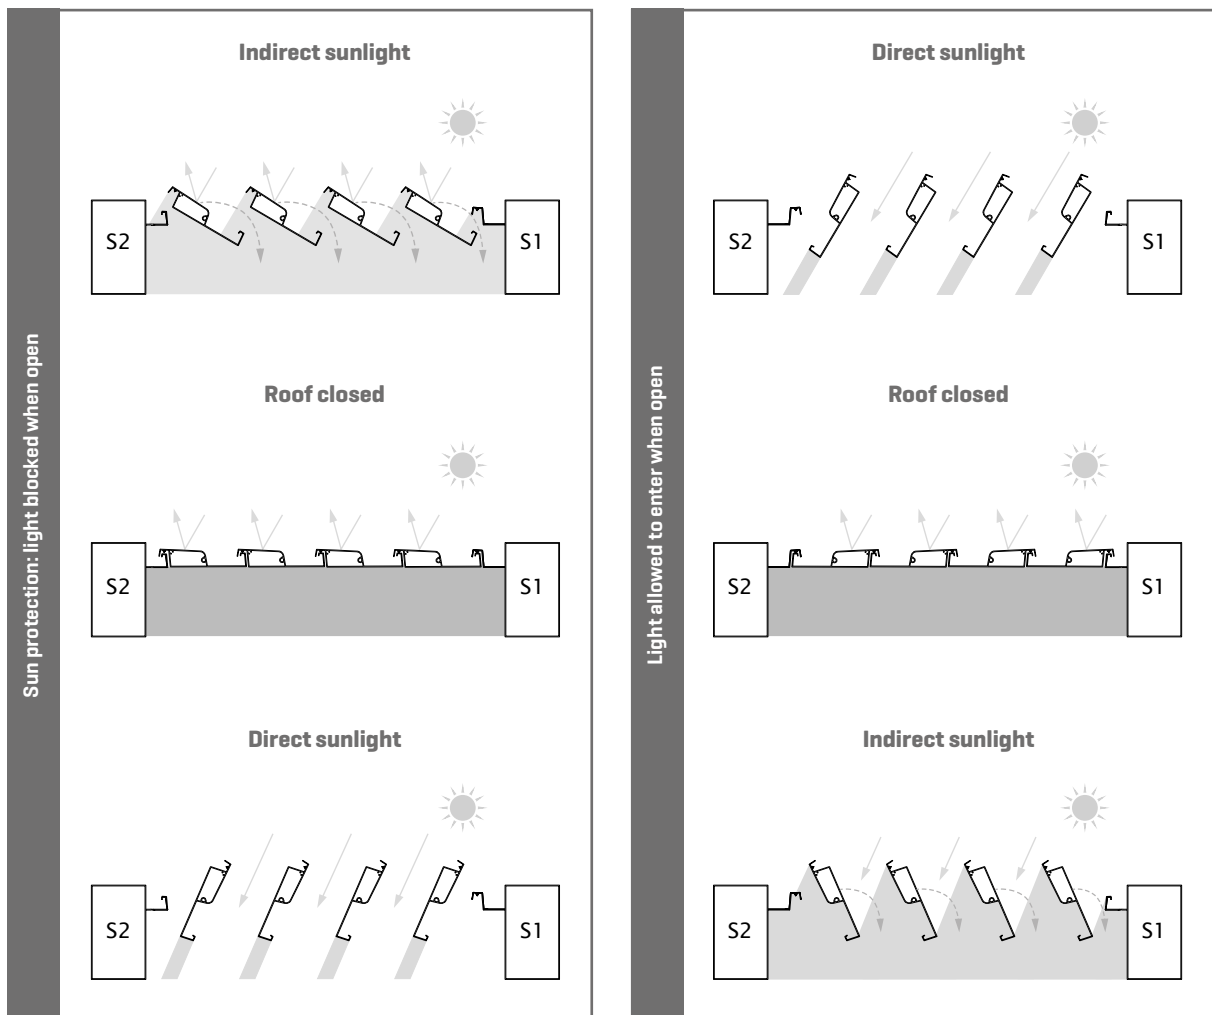 Sun protection: light blocked when open
Indirect sunlight
S2
S1
Roof closed
S2
S1
Direct sunlight
S2
S1
Light allowed to enter when open
Direct sunlight
S2
S1
Roof closed
S2
S1
Indirect sunlight
S2
S1